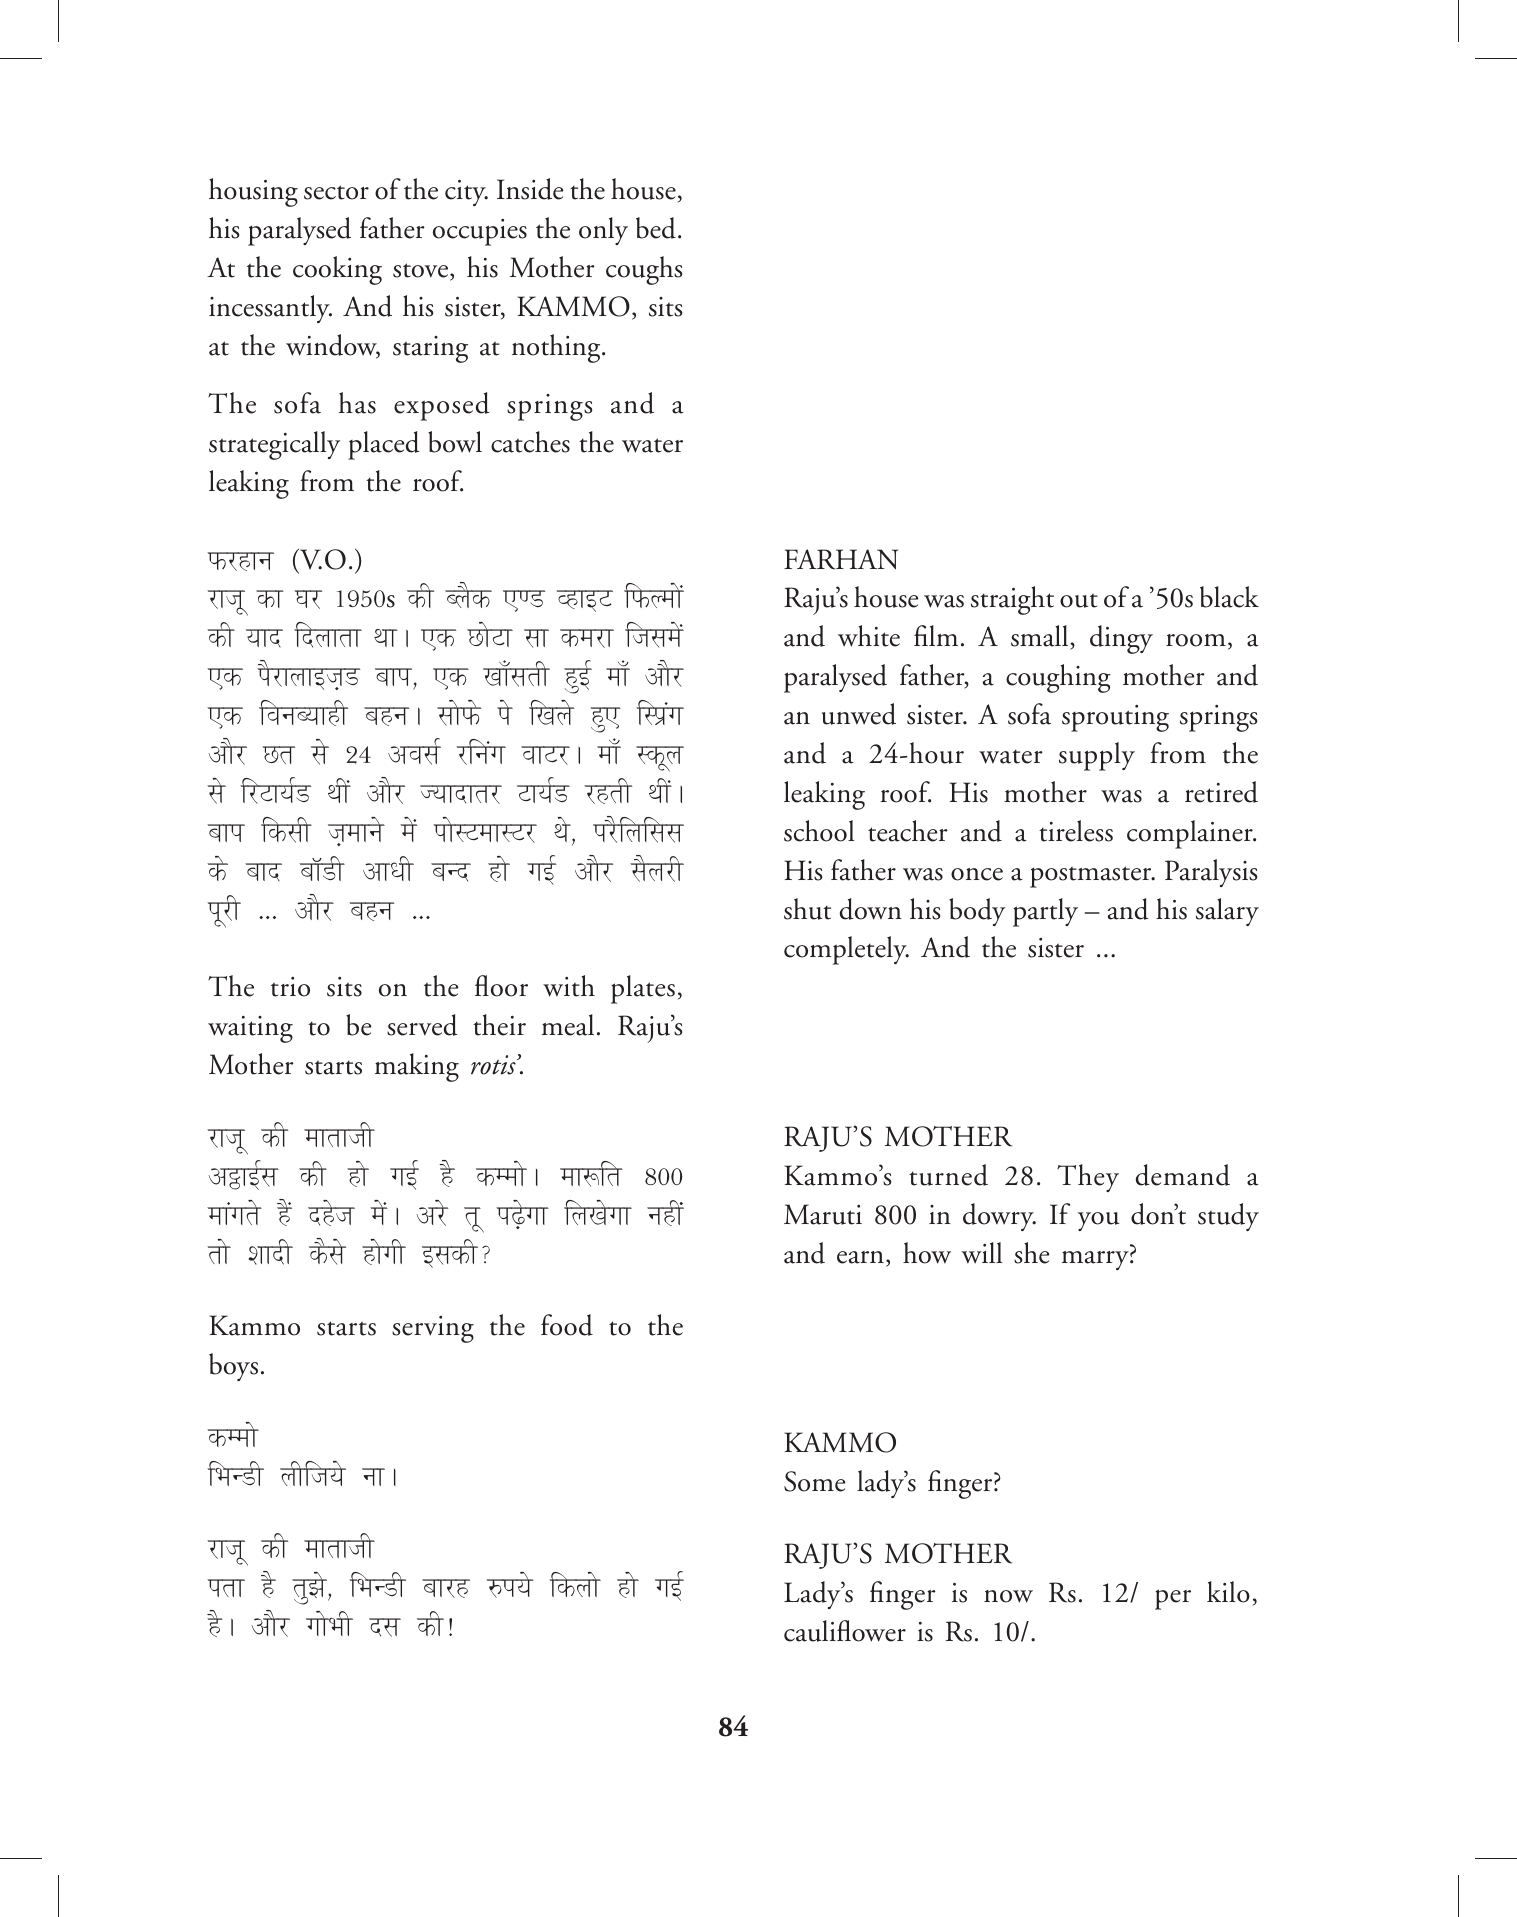 housing sector of the city. Inside the house,
his paralysed father occupies the only bed.
At the cooking stove, his Mother coughs
incessantly. And his sister, KAMMO, sits
at the window, staring at nothing.
The sofa has exposed springs and a
strategically placed bowl catches the water
leaking from the roof.
फरहान (V.O.)
राजू का घर 1950s की ब्लैक एण्ड व्हाइट फिल्मों
की याद दिलाता था। एक छोटा सा कमरा जिसमें
एक पैरालाइज़्ड बाप, एक खाँसती हुई माँ और
एक विनब्याही बहन। सोफे पे खिले हुए स्प्रिंग
और छत से 24 अवर्स रनिंग वाटर। माँ स्कूल
से रिटार्यड थीं और ज्यादातर टार्यड रहती थीं।
बाप किसी ज़माने में पोस्टमास्टर थे, परैलिसिस
के बाद बॉडी आधी बन्द हो गई और सैलरी
पूरी ... और बहन ...
The trio sits on the floor with plates,
waiting to be served their meal. Raju's
Mother starts making rotis'.
राजू की माताजी
अट्ठाईस की हो गई है कम्मो। मारूति 800
मांगते हैं दहेज में। अरे तू पढ़ेगा लिखेगा नहीं
तो शादी कैसे होगी इसकी?
Kammo starts serving the food to the
boys.
कम्मो
भिन्डी लीजिये ना।
राजू की माताजी
पता है तुझे, भिन्डी बारह रुपये किलो हो गई
है। और गोभी दस की!
FARHAN
Raju's house was straight out of a '50s black
and white film. A small, dingy room, a
paralysed father, a coughing mother and
an unwed sister. A sofa sprouting springs
and a 24-hour water supply from the
leaking roof. His mother was a retired
school teacher and a tireless complainer.
His father was once a postmaster. Paralysis
shut down his body partly – and his salary
completely. And the sister ...
RAJU'S MOTHER
Kammo's turned 28. They demand a
Maruti 800 in dowry. If you don't study
and earn, how will she marry?
KAMMO
Some lady's finger?
RAJU'S MOTHER
Lady's finger is now Rs. 12/ per kilo,
cauliflower is Rs. 10/.
84